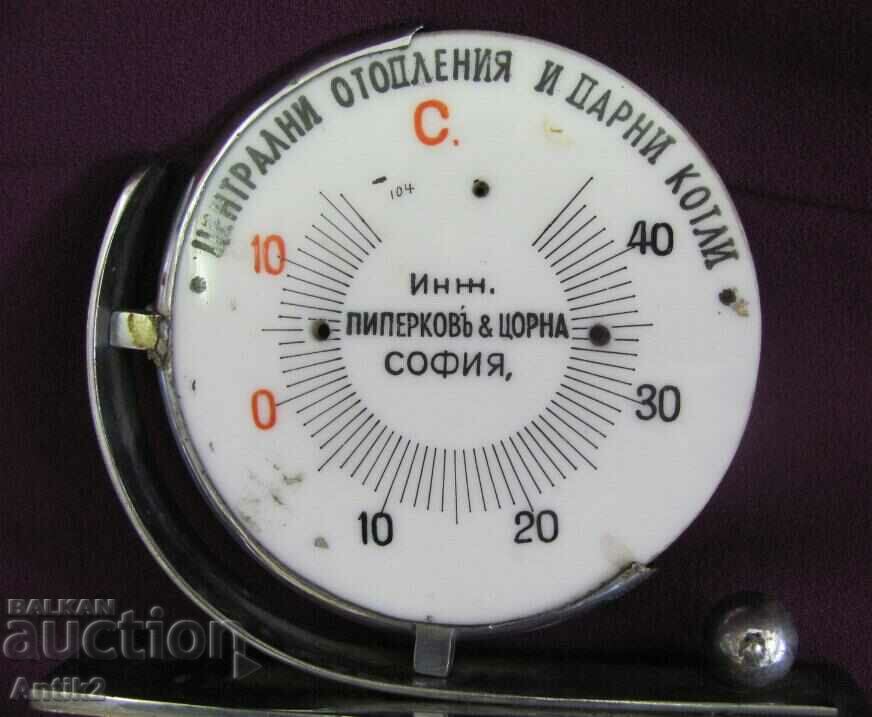 ЦЕНТРАЛНИ ОТОПЛЕНИЯ И ПАРНИ КОТЛИ
C.
104
10
40
Инж.
ПИПЕРКОВЪ & ЦОРНА
СОФИЯ,
0
30
10
20
BALKAN
auction
Antik2